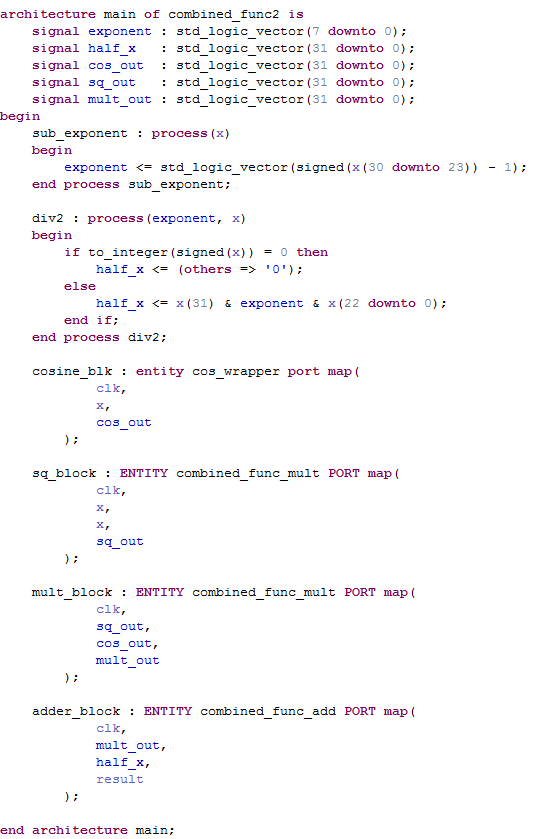 architecture main of combined_func2 is
    signal exponent : std_logic_vector(7 downto 0);
    signal half_x   : std_logic_vector(31 downto 0);
    signal cos_out  : std_logic_vector(31 downto 0);
    signal sq_out   : std_logic_vector(31 downto 0);
    signal mult_out : std_logic_vector(31 downto 0);
begin
    sub_exponent : process(x)
    begin
        exponent <= std_logic_vector(signed(x(30 downto 23)) - 1);
    end process sub_exponent;

    div2 : process(exponent, x)
    begin
        if to_integer(signed(x)) = 0 then
            half_x <= (others => '0');
        else
            half_x <= x(31) & exponent & x(22 downto 0);
        end if;
    end process div2;

    cosine_blk : entity cos_wrapper port map(
            clk,
            x,
            cos_out
        );

    sq_block : ENTITY combined_func_mult PORT map(
            clk,
            x,
            x,
            sq_out
        );

    mult_block : ENTITY combined_func_mult PORT map(
            clk,
            sq_out,
            cos_out,
            mult_out
        );

    adder_block : ENTITY combined_func_add PORT map(
            clk,
            mult_out,
            half_x,
            result
        );

end architecture main;